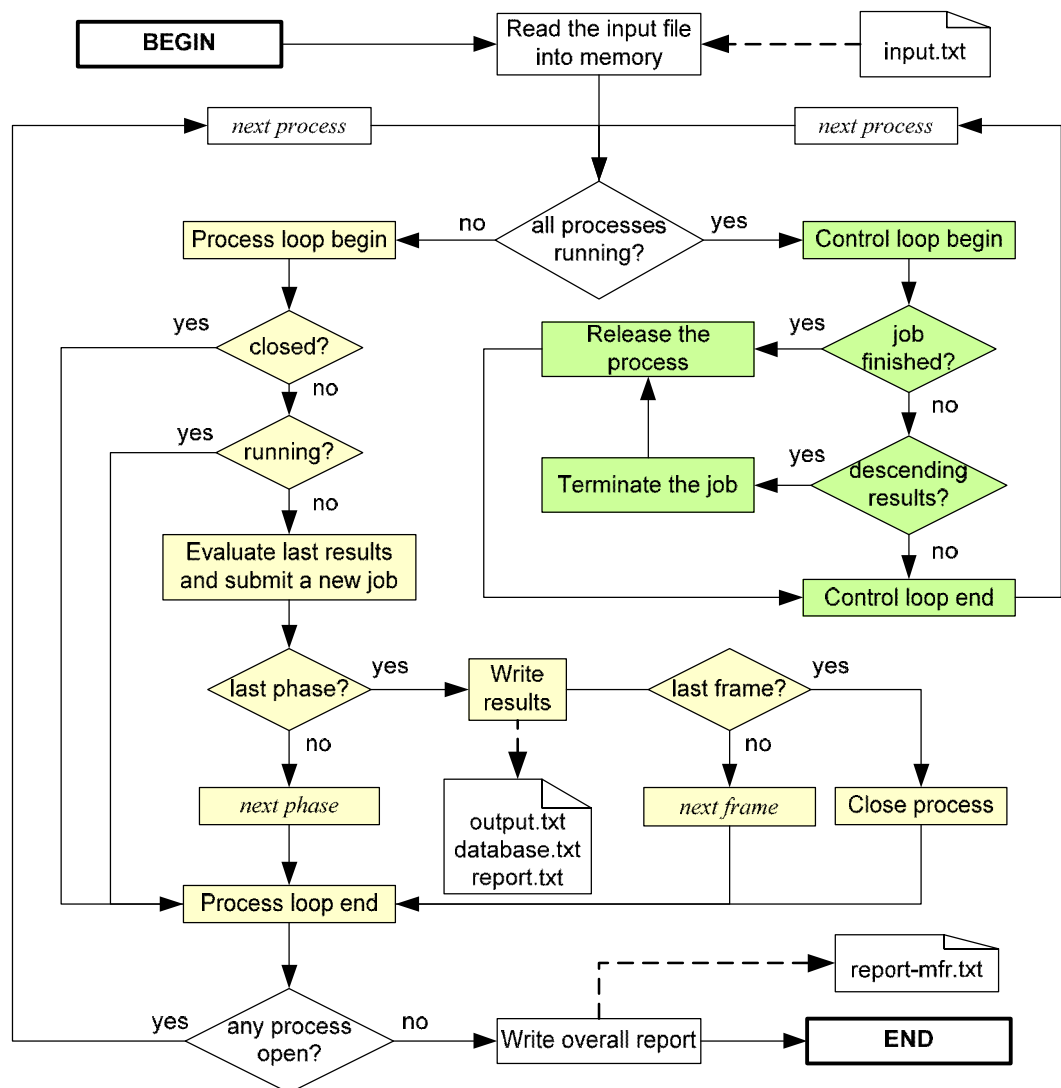 BEGIN
Read the input file
into memory
input.txt
next process
next process
all processes
running?
no
yes
Process loop begin
Control loop begin
closed?
yes
no
job
finished?
yes
no
Release the
process
running?
yes
no
descending
results?
yes
no
Terminate the job
Evaluate last results
and submit a new job
Control loop end
last phase?
yes
no
Write
results
last frame?
yes
no
next phase
output.txt
database.txt
report.txt
next frame
Close process
Process loop end
report-mfr.txt
any process
open?
yes
no
Write overall report
END